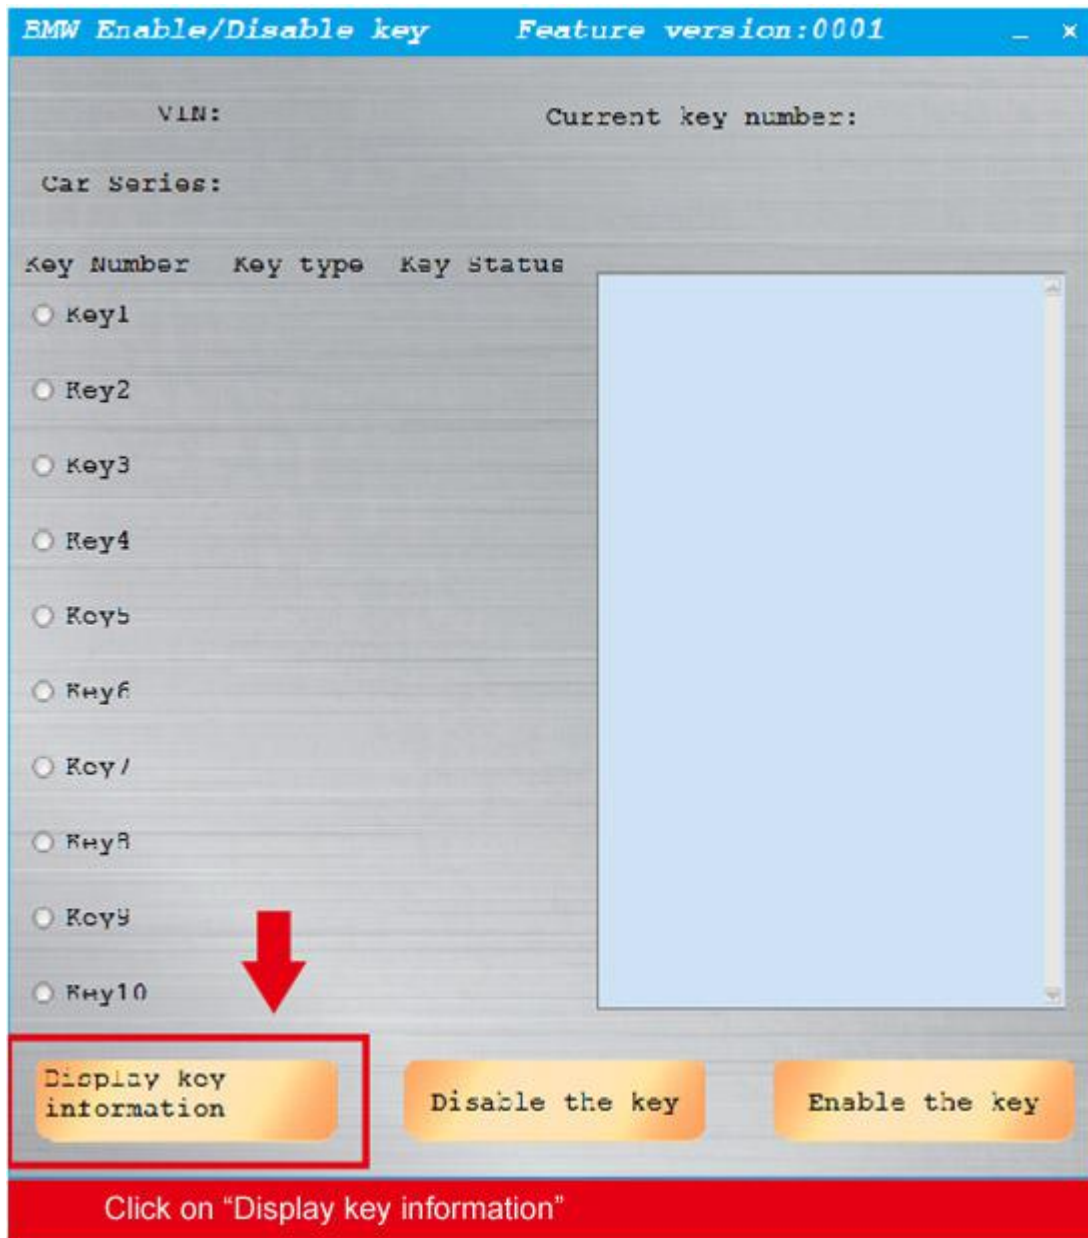 BMW Enable/Disable key Feature version:0001
VIN: Current key number:
Car Series:
Key Number Key type Key Status
Key1
Key2
Key3
Key4
Key5
Key6
Key7
Key8
Key9
Key10
Display key
information
Disable the key
Enable the key
Click on “Display key information”